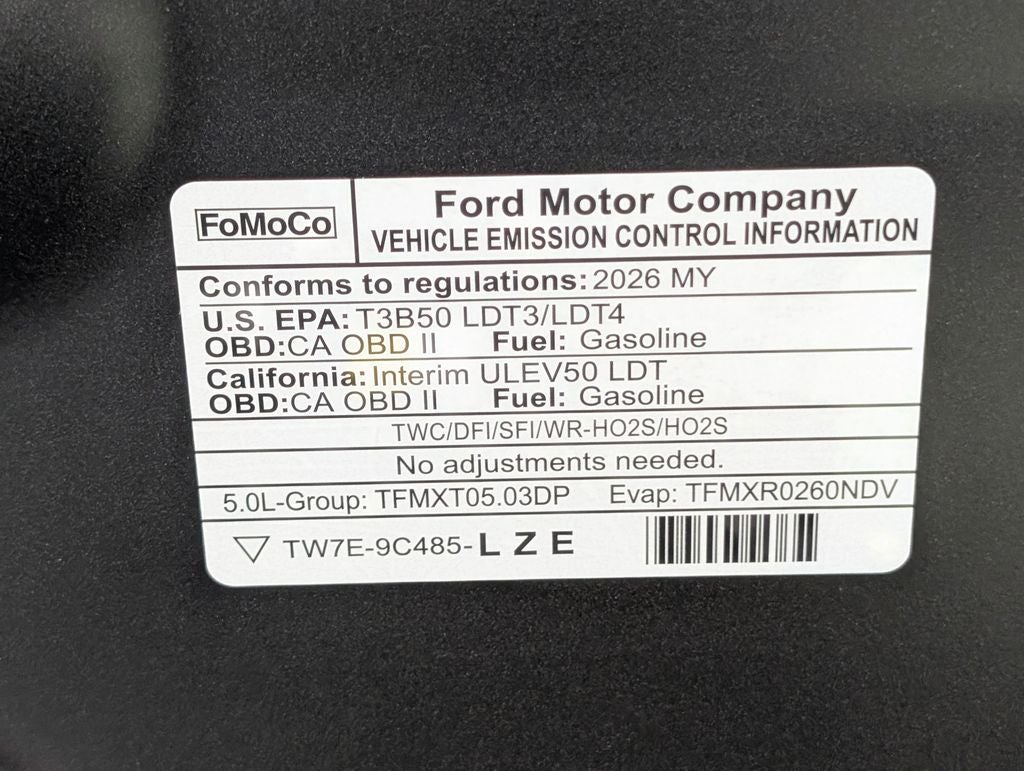 FoMoCo
Ford Motor Company
VEHICLE EMISSION CONTROL INFORMATION
Conforms to regulations: 2026 MY
U.S. EPA: T3B50 LDT3/LDT4
OBD:CA OBD II Fuel: Gasoline
California: Interim ULEV50 LDT
OBD:CA OBD II Fuel: Gasoline
TWC/DFI/SFI/WR-HO2S/HO2S
No adjustments needed.
5.0L-Group: TFMXT05.03DP Evap: TFMXR0260NDV
TW7E-9C485-L Z E